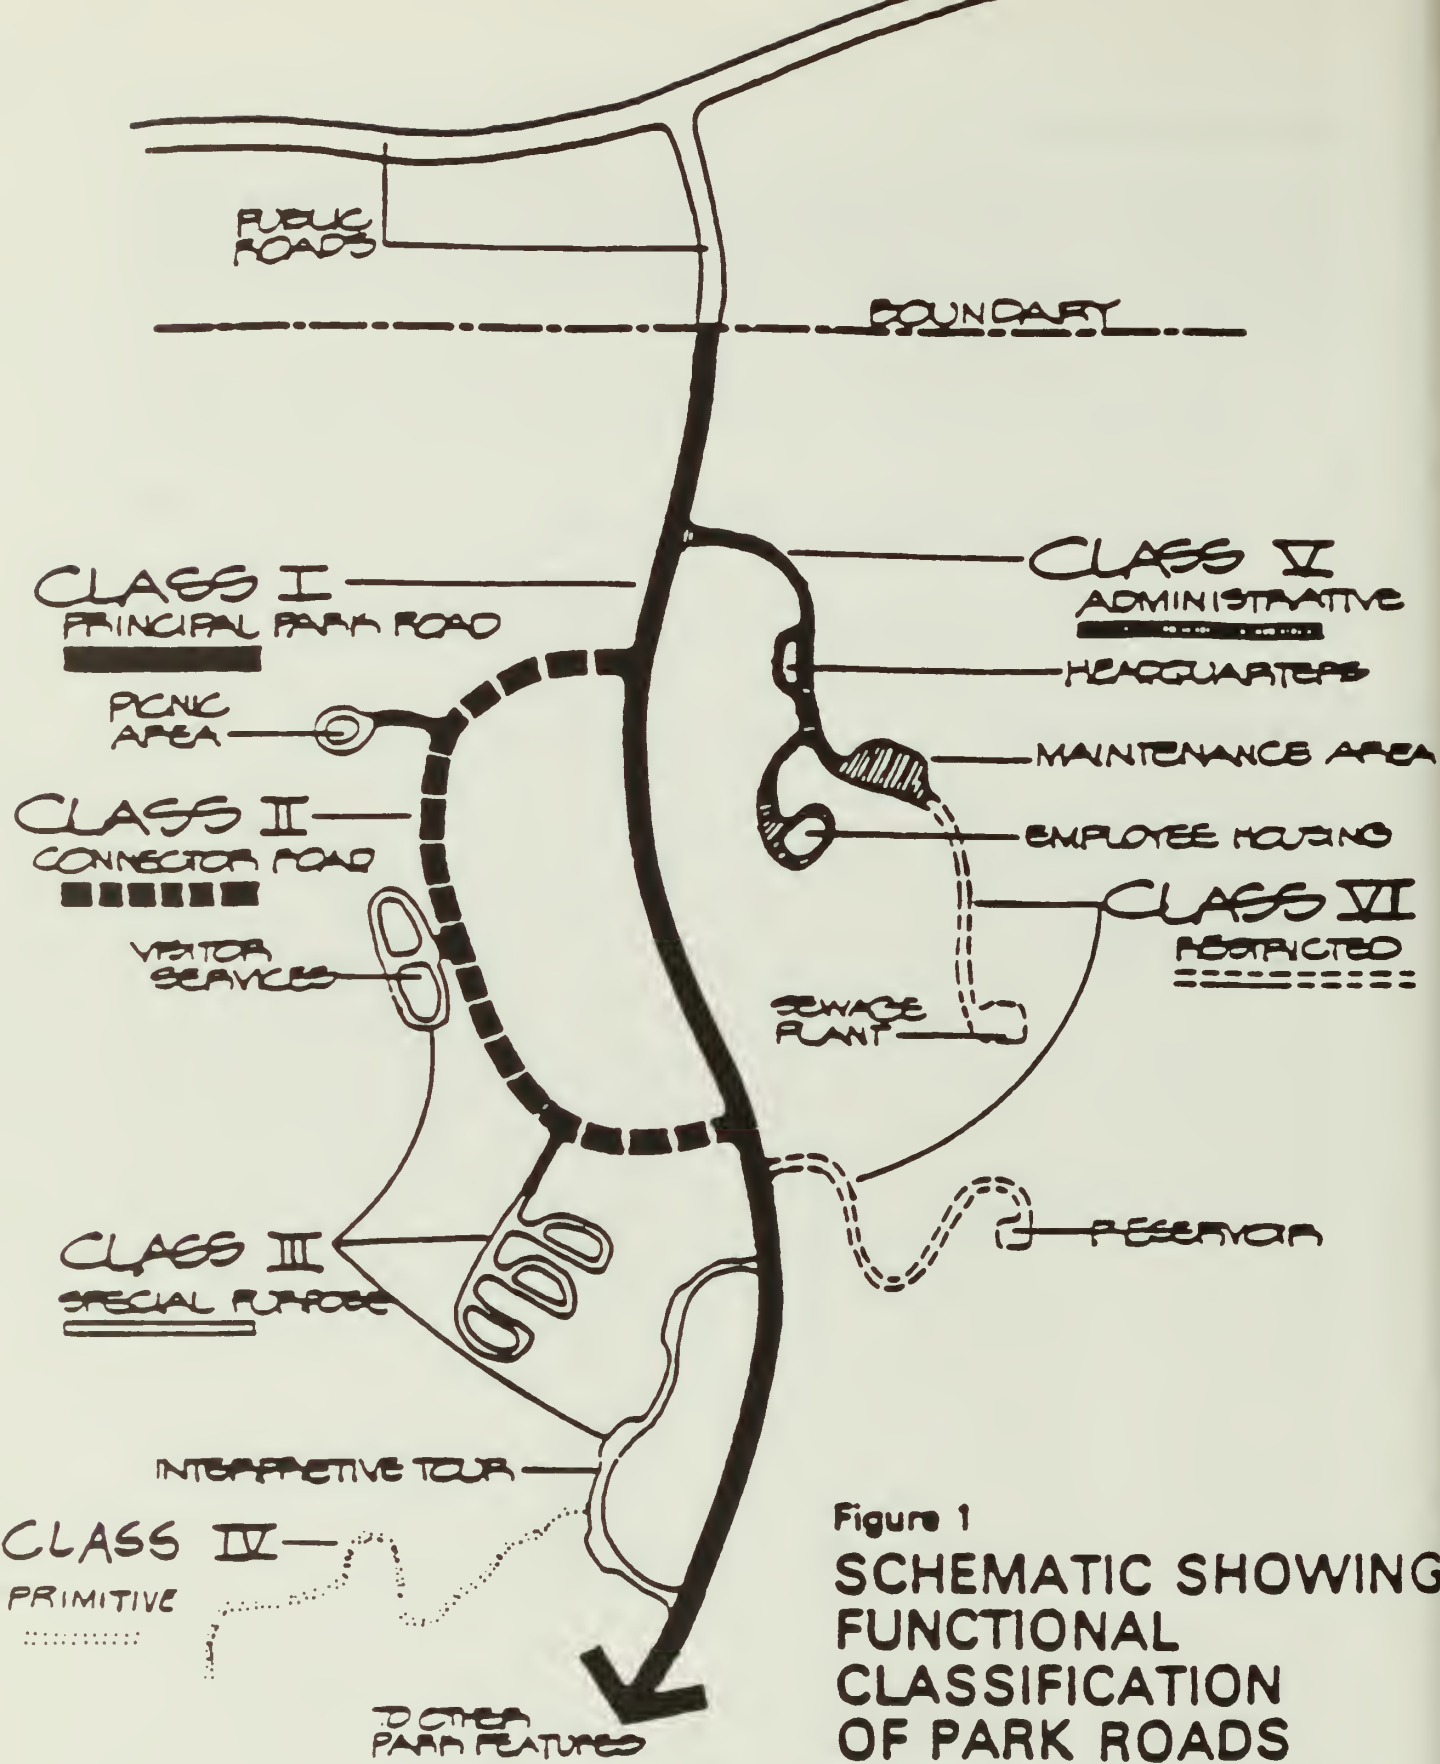 PUBLIC
ROADS
BOUNDARY
CLASS I
PRINCIPAL PARK ROAD
PICNIC
AREA
CLASS II
CONNECTOR ROAD
VISITOR
SERVICES
CLASS III
SPECIAL PURPOSE
INTERPRETIVE TOUR
CLASS IV
PRIMITIVE
TO OTHER
PARK FEATURES
CLASS V
ADMINISTRATIVE
HEADQUARTERS
MAINTENANCE AREA
EMPLOYEE HOUSING
CLASS VI
RESTRICTED
SEWAGE
PLANT
RESERVOIR
Figure 1
SCHEMATIC SHOWING
FUNCTIONAL
CLASSIFICATION
OF PARK ROADS